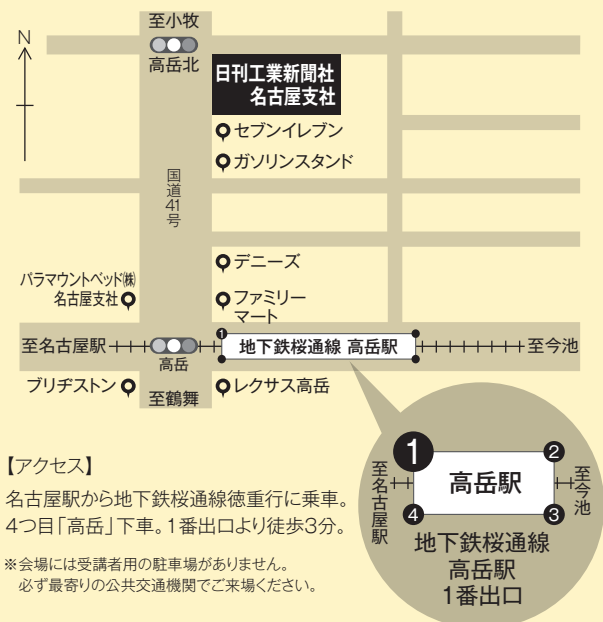 至小牧
N
高岳北
日刊工業新聞社
名古屋支社
セブンイレブン
ガソリンスタンド
国道41号
デニーズ
パラマウントベッド㈱
名古屋支社
ファミリー
マート
至名古屋駅
高岳
1
地下鉄桜通線 高岳駅
至今池
ブリヂストン
至鶴舞
レクサス高岳
【アクセス】
名古屋駅から地下鉄桜通線徳重行に乗車。
4つ目「高岳」下車。1番出口より徒歩3分。
※会場には受講者用の駐車場がありません。
必ず最寄りの公共交通機関でご来場ください。
1
2
至名古屋駅
高岳駅
至今池
4
3
地下鉄桜通線
高岳駅
1番出口